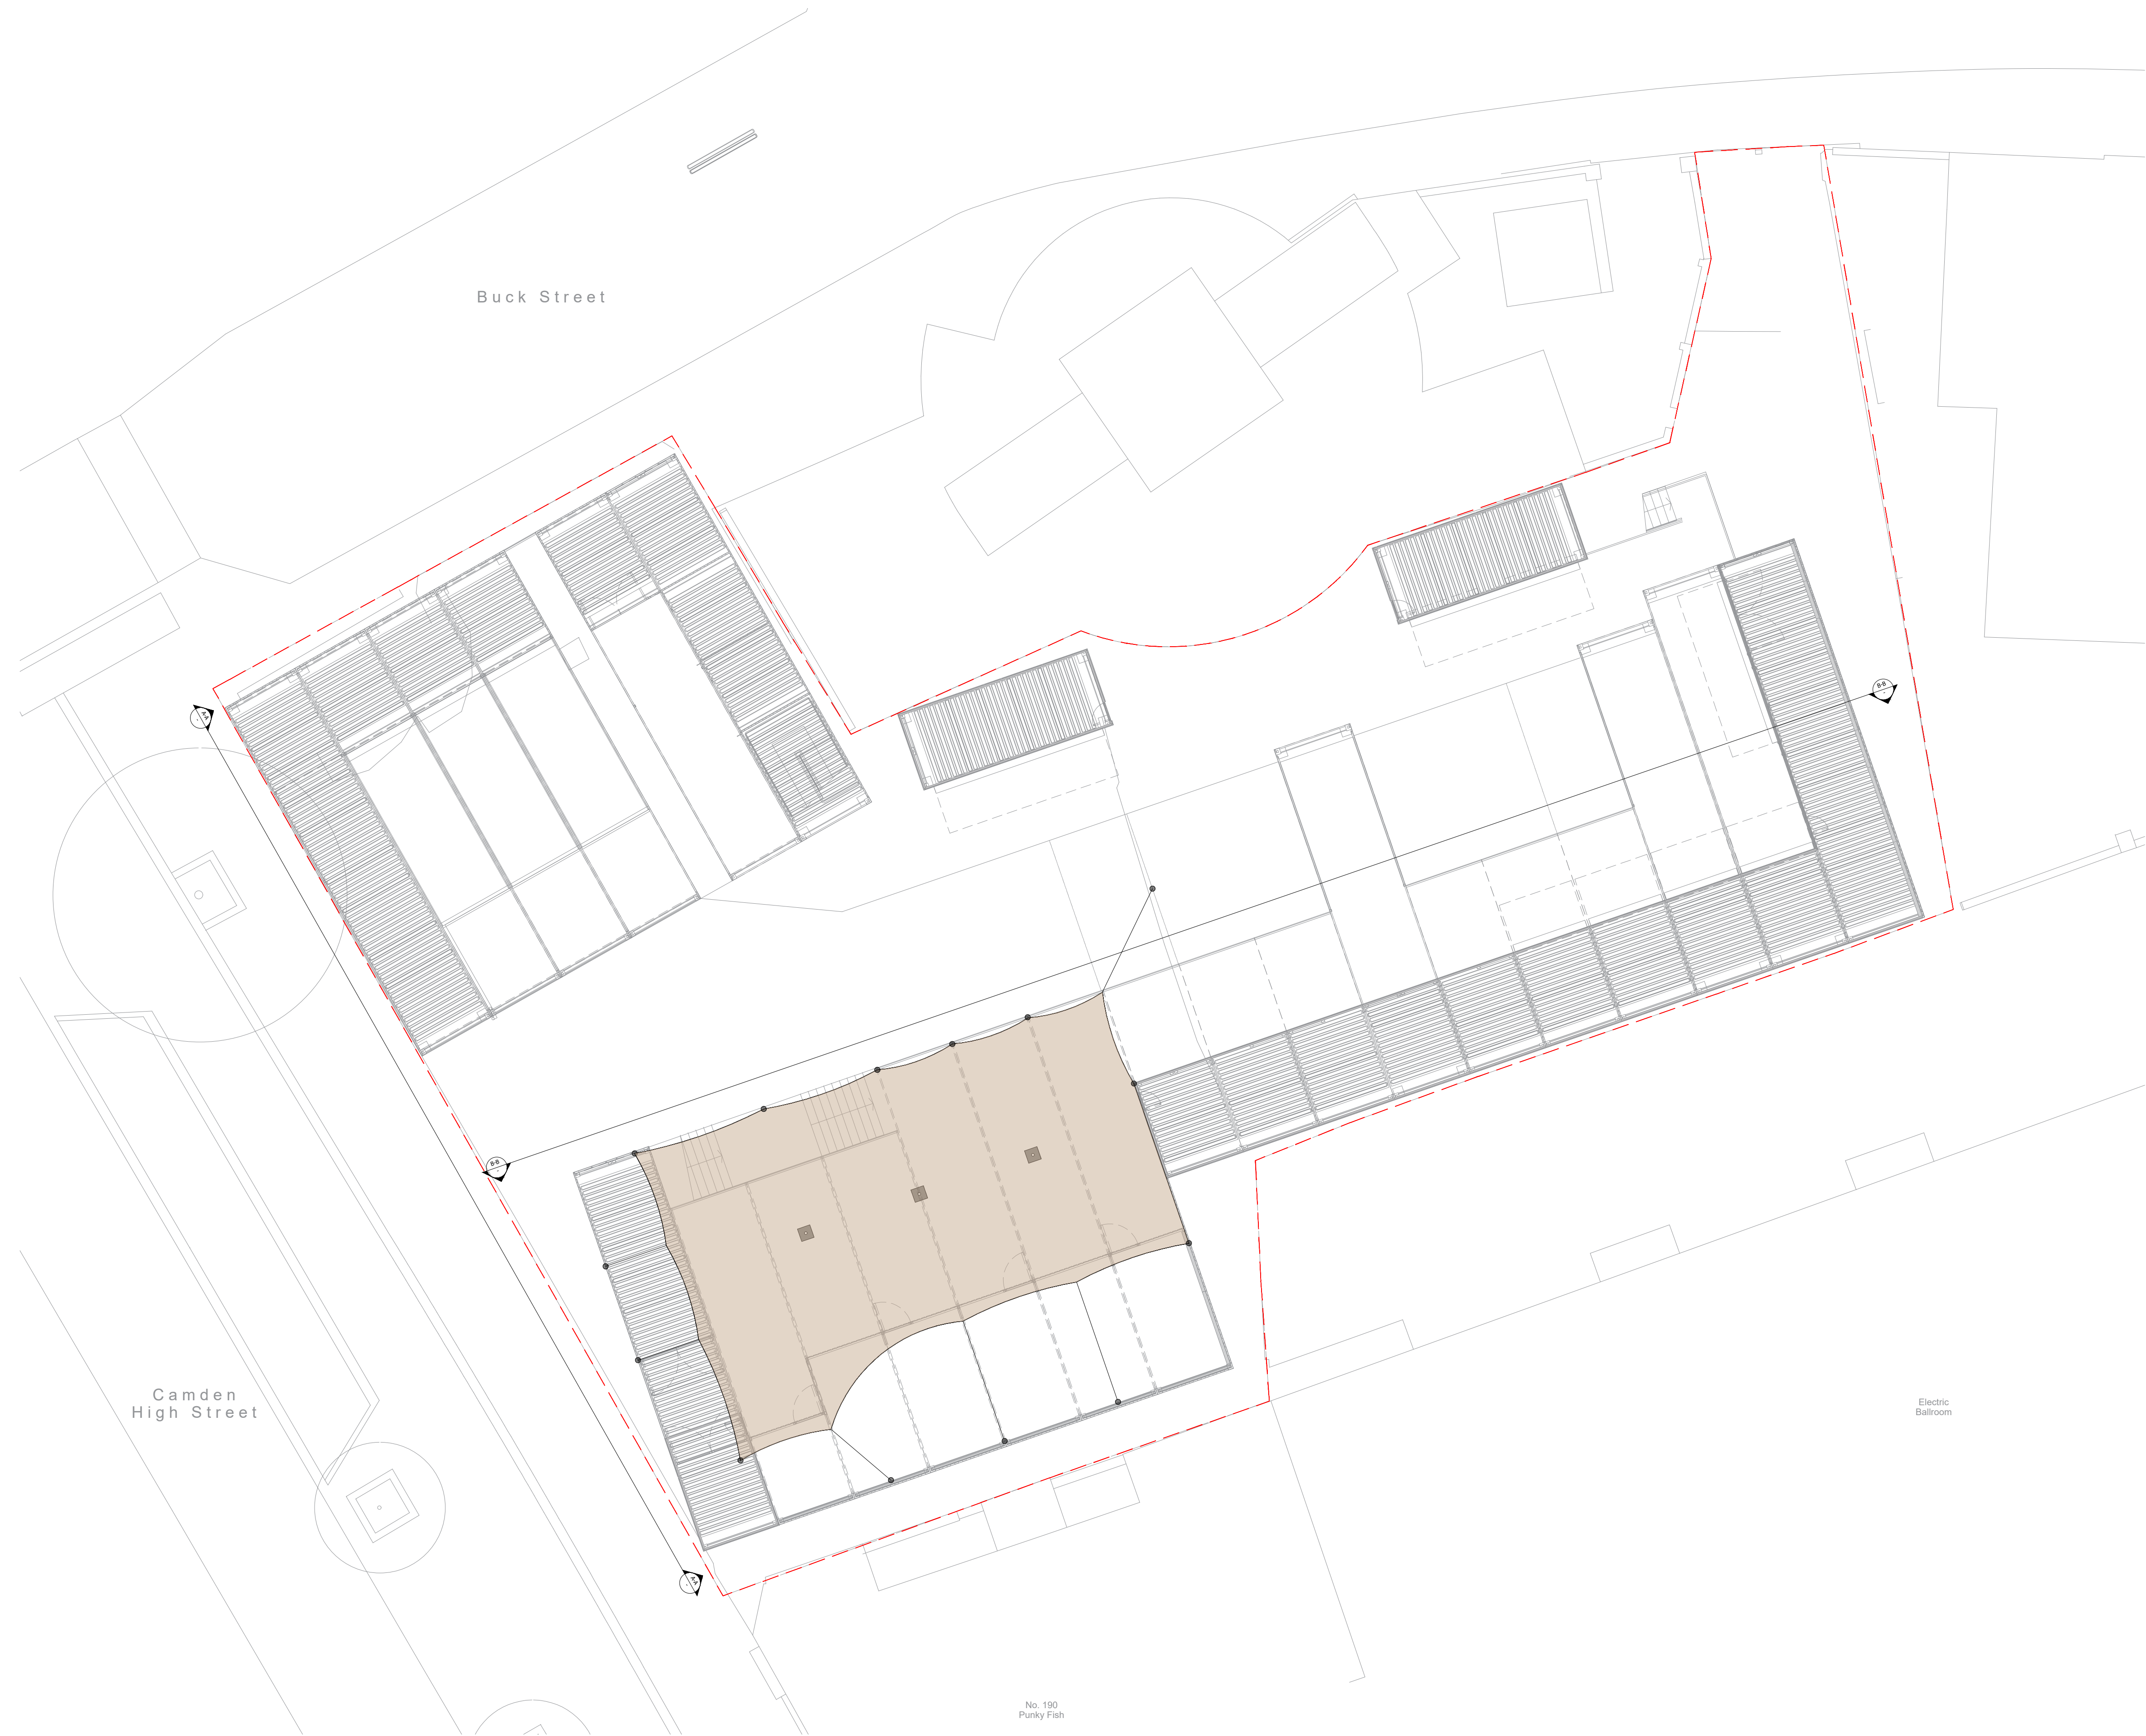 Buck Street
A-A
-
B-B
-
B-B
-
Camden
High Street
Electric
Ballroom
A-A
-
No. 190
Punky Fish